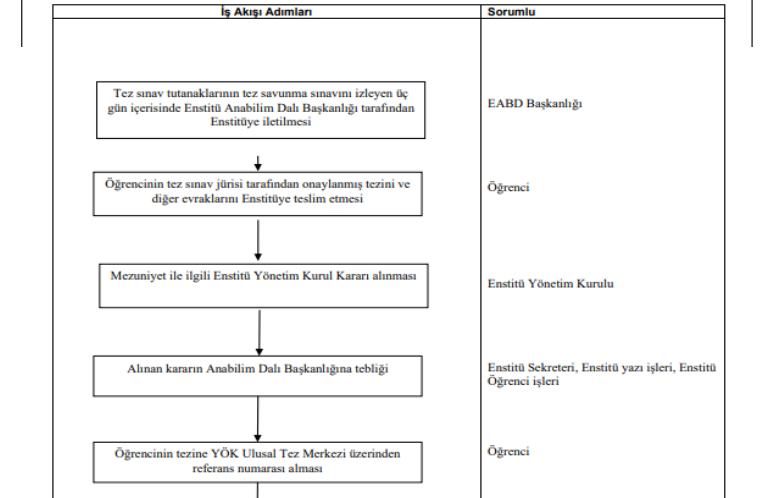 İş Akışı Adımları
Sorumlu
Tez sınav tutanaklarının tez savunma sınavını izleyen üç
gün içerisinde Enstitü Anabilim Dalı Başkanlığı tarafından
Enstitüye iletilmesi
EABD Başkanlığı
Öğrencinin tez sınav jürisi tarafından onaylanmış tezini ve
diğer evraklarını Enstitüye teslim etmesi
Öğrenci
Mezuniyet ile ilgili Enstitü Yönetim Kurul Kararı alınması
Enstitü Yönetim Kurulu
Alınan kararın Anabilim Dalı Başkanlığına tebliği
Enstitü Sekreteri, Enstitü yazı işleri, Enstitü
Öğrenci işleri
Öğrencinin tezine YÖK Ulusal Tez Merkezi üzerinden
referans numarası alması
Öğrenci